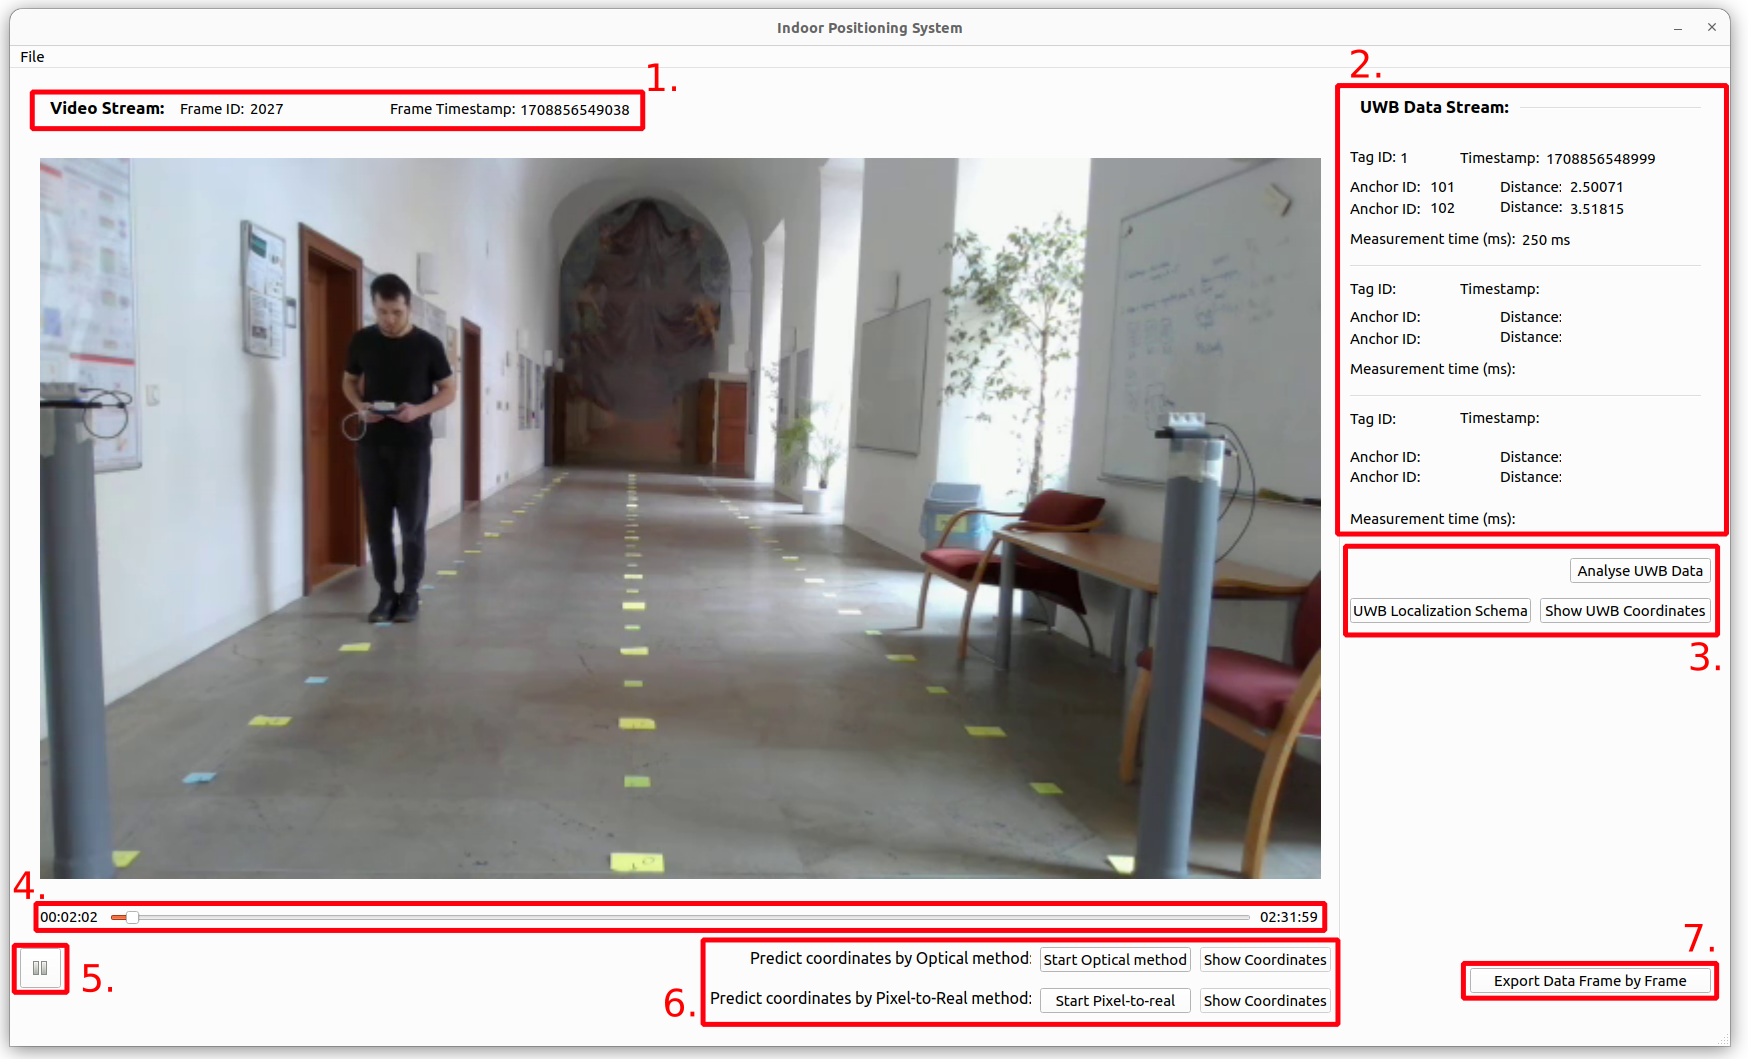 Indoor Positioning System
File
1.
2.
Video Stream: Frame ID: 2027 Frame Timestamp: 1708856549038
UWB Data Stream:
Tag ID: 1 Timestamp: 1708856548999
Anchor ID: 101 Distance: 2.50071
Anchor ID: 102 Distance: 3.51815
Measurement time (ms): 250 ms
Tag ID: Timestamp:
Anchor ID: Distance:
Anchor ID: Distance:
Measurement time (ms):
Tag ID: Timestamp:
Anchor ID: Distance:
Anchor ID: Distance:
Measurement time (ms):
Analyse UWB Data
UWB Localization Schema Show UWB Coordinates
3.
4.
00:02:02 02:31:59
5.
6.
Predict coordinates by Optical method: Start Optical method Show Coordinates
Predict coordinates by Pixel-to-Real method: Start Pixel-to-real Show Coordinates
7.
Export Data Frame by Frame